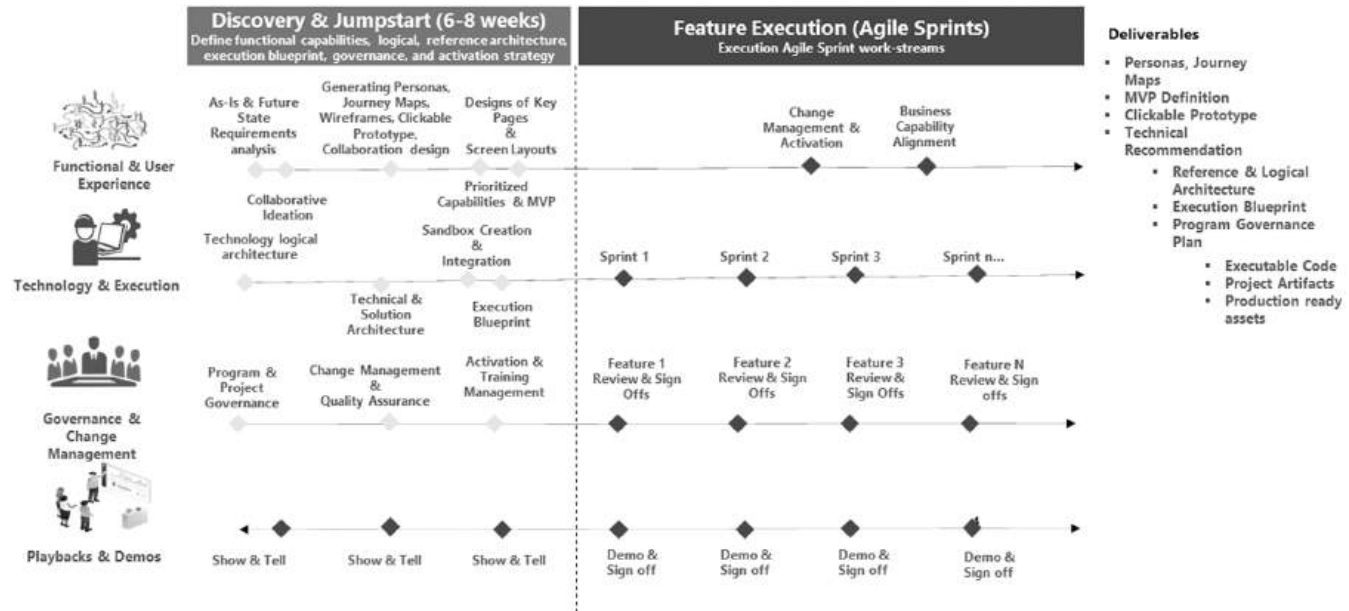 Discovery & Jumpstart (6-8 weeks)
Define functional capabilities, logical, reference architecture,
execution blueprint, governance, and activation strategy
Feature Execution (Agile Sprints)
Execution Agile Sprint work-streams
Functional & User
Experience
As-Is & Future
State
Requirements
analysis
Generating Personas,
Journey Maps,
Wireframes, Clickable
Prototype,
Collaboration design
Designs of Key
Pages
&
Screen Layouts
Change
Management &
Activation
Business
Capability
Alignment
Collaborative
Ideation
Prioritized
Capabilities & MVP
Technology & Execution
Technology logical
architecture
Sandbox Creation
&
Integration
Sprint 1
Sprint 2
Sprint 3
Sprint n...
Technical &
Solution
Architecture
Execution
Blueprint
Governance &
Change
Management
Program &
Project
Governance
Change Management
&
Quality Assurance
Activation &
Training
Management
Feature 1
Review & Sign
Offs
Feature 2
Review & Sign
Offs
Feature 3
Review &
Sign Offs
Feature N
Review & Sign
offs
Playbacks & Demos
Show & Tell
Show & Tell
Show & Tell
Demo &
Sign off
Demo &
Sign off
Demo &
Sign off
Demo &
Sign off
Deliverables
▪ Personas, Journey
Maps
▪ MVP Definition
▪ Clickable Prototype
▪ Technical
Recommendation
▪ Reference & Logical
Architecture
▪ Execution Blueprint
▪ Program Governance
Plan
▪ Executable Code
▪ Project Artifacts
▪ Production ready
assets